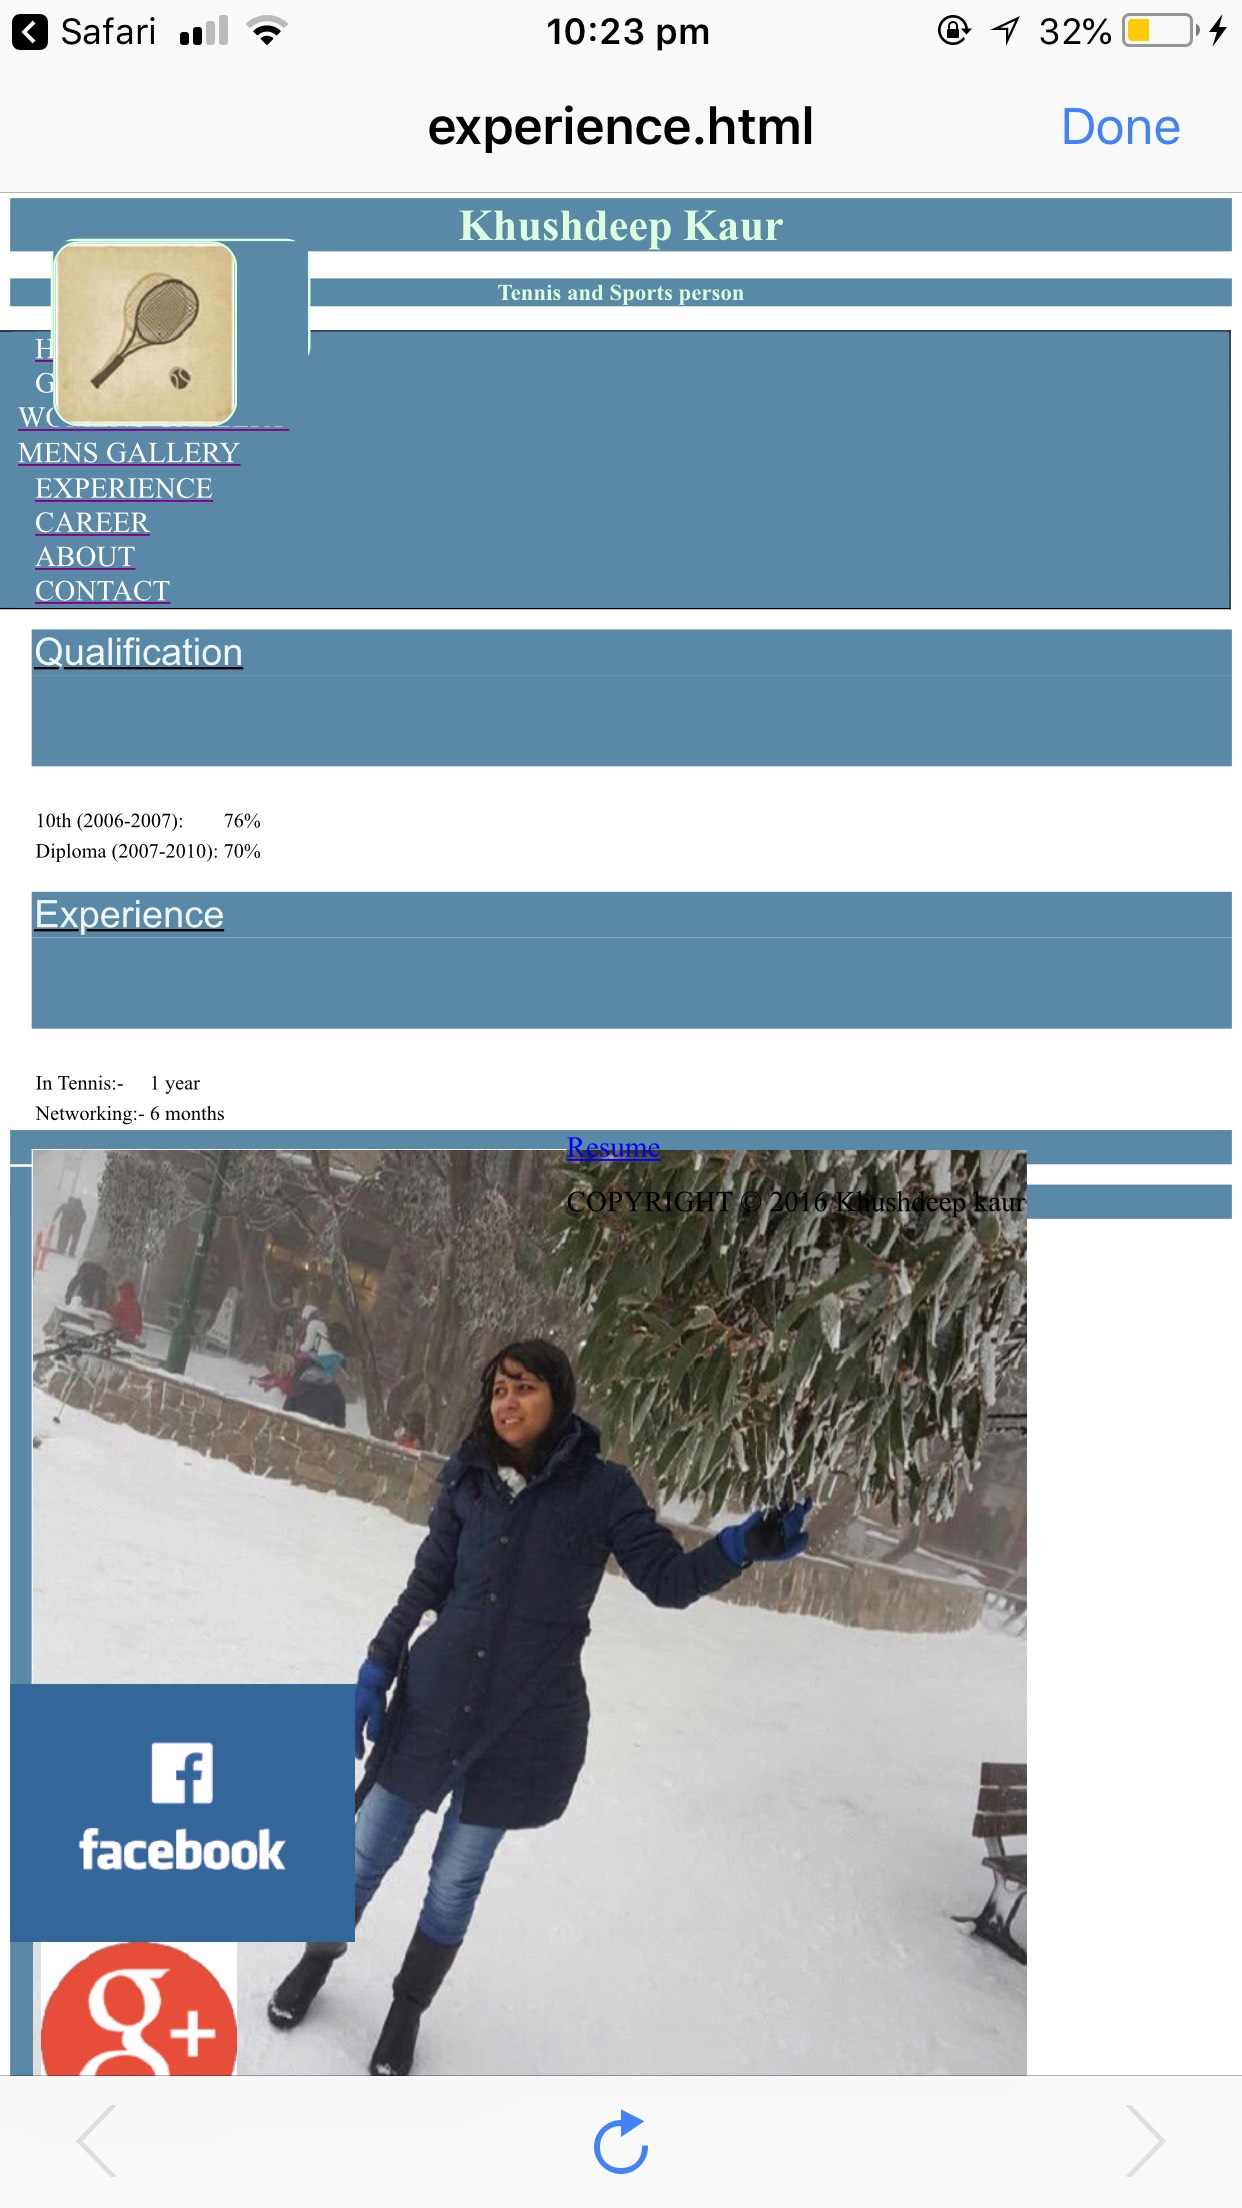 Safari 10:23 pm 32%
experience.html Done
Khushdeep Kaur
Tennis and Sports person
MENS GALLERY
EXPERIENCE
CAREER
ABOUT
CONTACT
Qualification
10th (2006-2007): 76%
Diploma (2007-2010): 70%
Experience
In Tennis:- 1 year
Networking:- 6 months
Resume
COPYRIGHT © 2016 Khushdeep kaur
facebook
g+